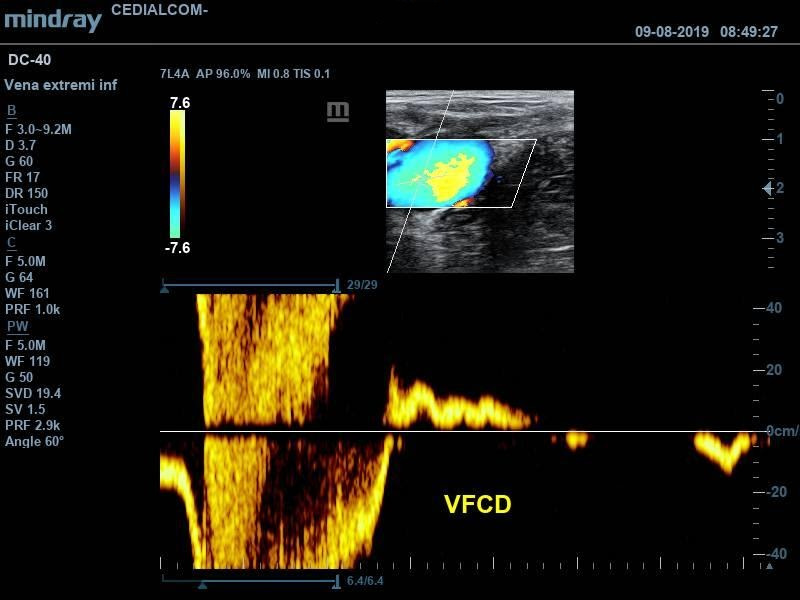 mindray CEDIALCOM-
09-08-2019 08:49:27
DC-40
Vena extremi inf
7L4A AP 96.0% MI 0.8 TIS 0.1
B
F 3.0~9.2M
D 3.7
G 60
FR 17
DR 150
iTouch
iClear 3
C
F 5.0M
G 64
WF 161
PRF 1.0k
PW
F 5.0M
WF 119
G 50
SVD 19.4
SV 1.5
PRF 2.9k
Angle 60°
7.6
-7.6
m
0
1
2
3
29/29
40
20
0cm/
-20
-40
VFCD
6.4/6.4